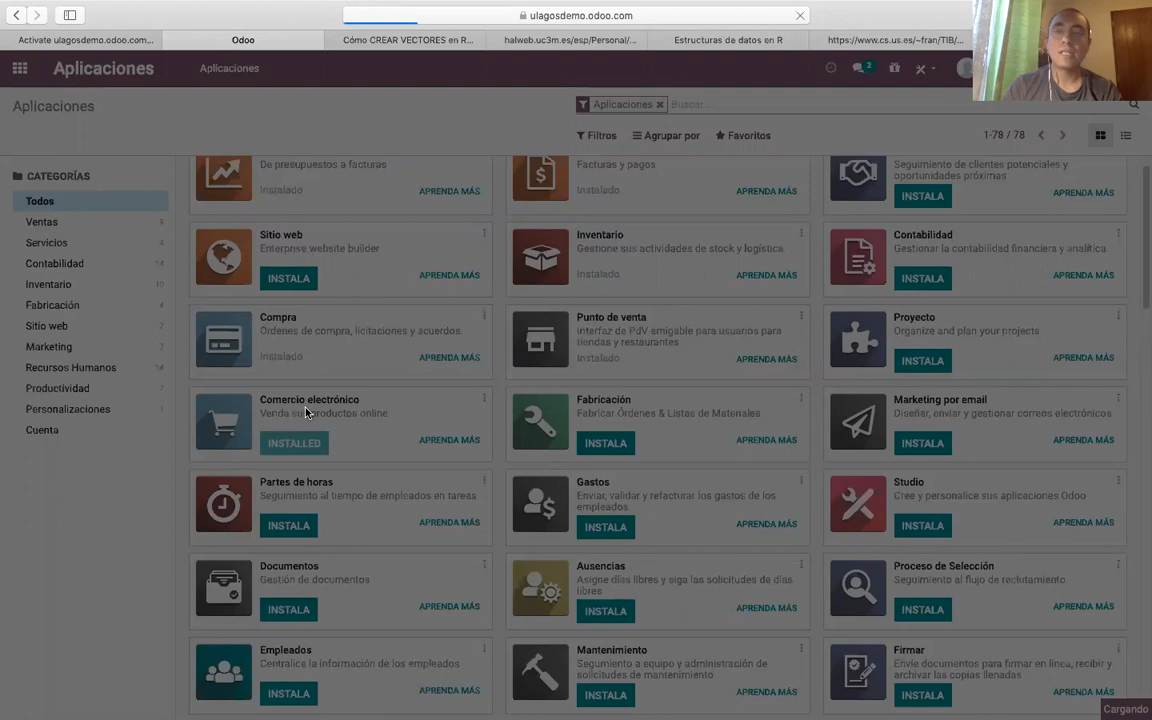 ulagosdemo.odoo.com
Activate ulagosdemo.odoo.com...
Odoo
Cómo CREAR VECTORES en R...
halweb.uc3m.es/esp/Personal/...
Estructuras de datos en R
https://www.cs.us.es/~fran/TIB/...
Aplicaciones
Aplicaciones
2
Aplicaciones
Aplicaciones
Buscar...
Filtros
Agrupar por
Favoritos
1-78 / 78
CATEGORÍAS
Todos
Ventas
Servicios 4
Contabilidad 14
Inventario 10
Fabricación 4
Sitio web 7
Marketing 7
Recursos Humanos 14
Productividad 7
Personalizaciones 1
Cuenta
De presupuestos a facturas
Instalado
APRENDA MÁS
Facturas y pagos
Instalado
APRENDA MÁS
Seguimiento de clientes potenciales y
oportunidades próximas
INSTALA
APRENDA MÁS
Sitio web
Enterprise website builder
INSTALA
APRENDA MÁS
Inventario
Gestione sus actividades de stock y logística.
Instalado
APRENDA MÁS
Contabilidad
Gestionar la contabilidad financiera y analítica
INSTALA
APRENDA MÁS
Compra
Órdenes de compra, licitaciones y acuerdos.
Instalado
APRENDA MÁS
Punto de venta
Interfaz de PdV amigable para usuarios para
tiendas y restaurantes
Instalado
APRENDA MÁS
Proyecto
Organize and plan your projects
INSTALA
APRENDA MÁS
Comercio electrónico
Venda sus productos online
INSTALLED
APRENDA MÁS
Fabricación
Fabricar Órdenes & Listas de Materiales
INSTALA
APRENDA MÁS
Marketing por email
Diseñar, enviar y gestionar correos electrónicos
INSTALA
APRENDA MÁS
Partes de horas
Seguimiento al tiempo de empleados en tareas
INSTALA
APRENDA MÁS
Gastos
Enviar, validar y refacturar los gastos de los
empleados.
INSTALA
APRENDA MÁS
Studio
Cree y personalice sus aplicaciones Odoo
INSTALA
APRENDA MÁS
Documentos
Gestión de documentos
INSTALA
APRENDA MÁS
Ausencias
Asigne días libres y siga las solicitudes de días
libres
INSTALA
APRENDA MÁS
Proceso de Selección
Seguimiento al flujo de reclutamiento
INSTALA
APRENDA MÁS
Empleados
Centralice la información de los empleados
INSTALA
APRENDA MÁS
Mantenimiento
Seguimiento a equipo y administración de
solicitudes de mantenimiento
INSTALA
APRENDA MÁS
Firmar
Envíe documentos para firmar en línea, recibir y
archivar las copias llenadas
INSTALA
APRENDA MÁS
Cargando